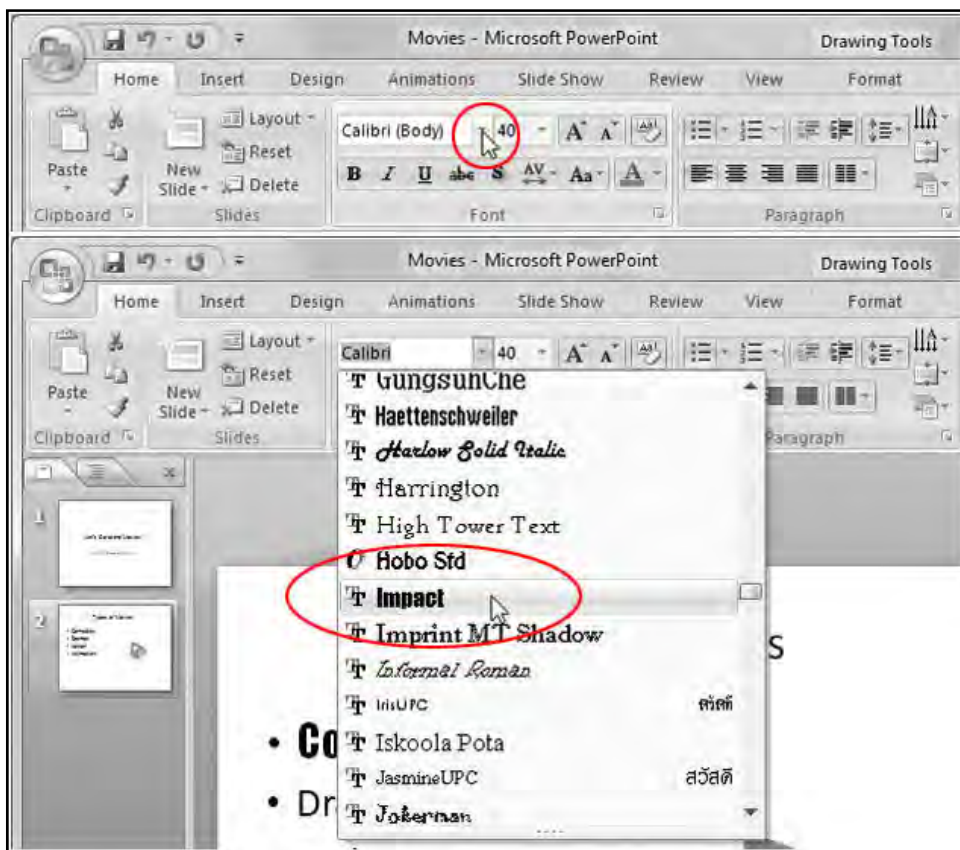 Movies - Microsoft PowerPoint Drawing Tools
Home Insert Design Animations Slide Show Review View Format
Paste
New Slide
Layout
Reset
Delete
Calibri (Body) 40 A A
B I U abc S AV Aa A
Clipboard Slides Font Paragraph
Movies - Microsoft PowerPoint Drawing Tools
Home Insert Design Animations Slide Show Review View Format
Paste
New Slide
Layout
Reset
Delete
Calibri 40 A A
Clipboard Slides Paragraph
GungsuhChe
Haettenschweiler
Harlow Solid Italic
Harrington
High Tower Text
Hobo Std
Impact
Imprint MT Shadow
Informal Roman
IrisUPC สวัสดี
Iskoola Pota
JasmineUPC สวัสดี
Jokerman
1
2
s
• Co
• Dr